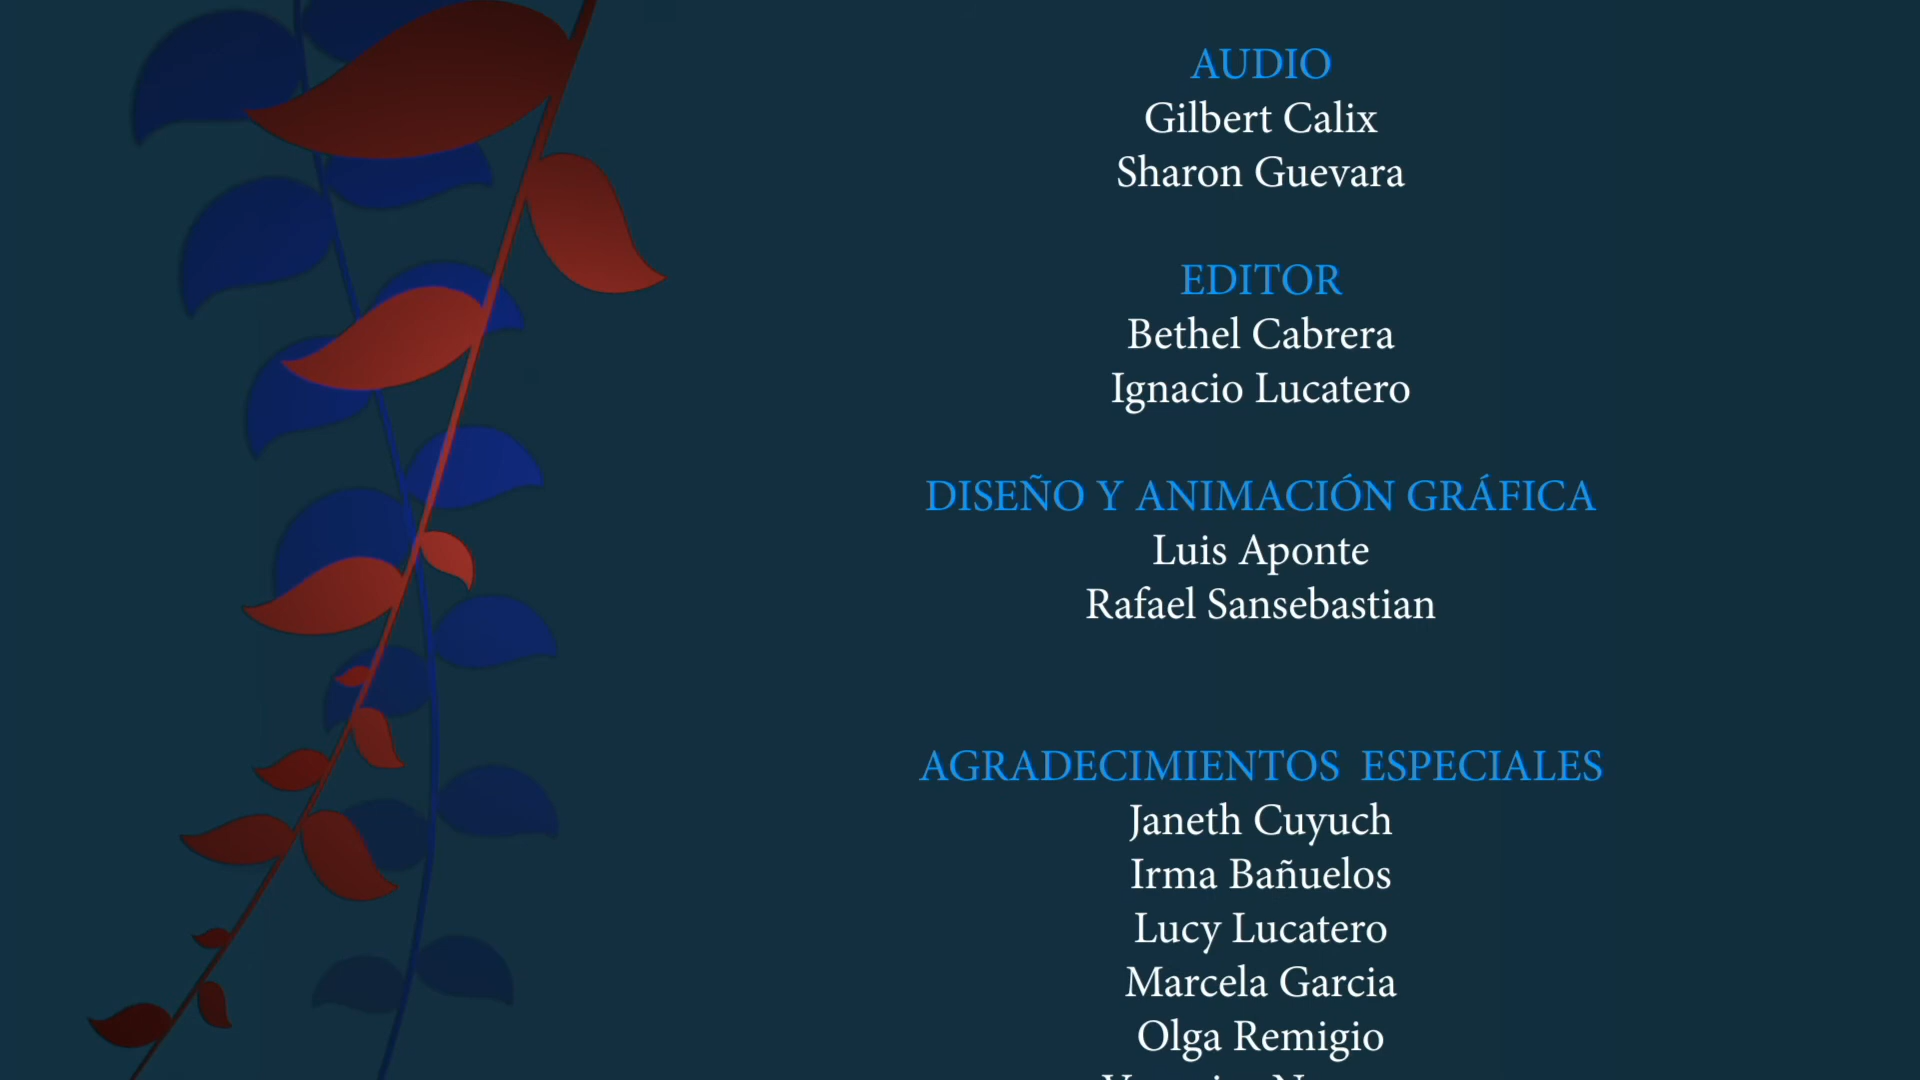 AUDIO
Gilbert Calix
Sharon Guevara
EDITOR
Bethel Cabrera
Ignacio Lucatero
DISEÑO Y ANIMACIÓN GRÁFICA
Luis Aponte
Rafael Sansebastian
AGRADECIMIENTOS ESPECIALES
Janeth Cuyuch
Irma Bañuelos
Lucy Lucatero
Marcela Garcia
Olga Remigio